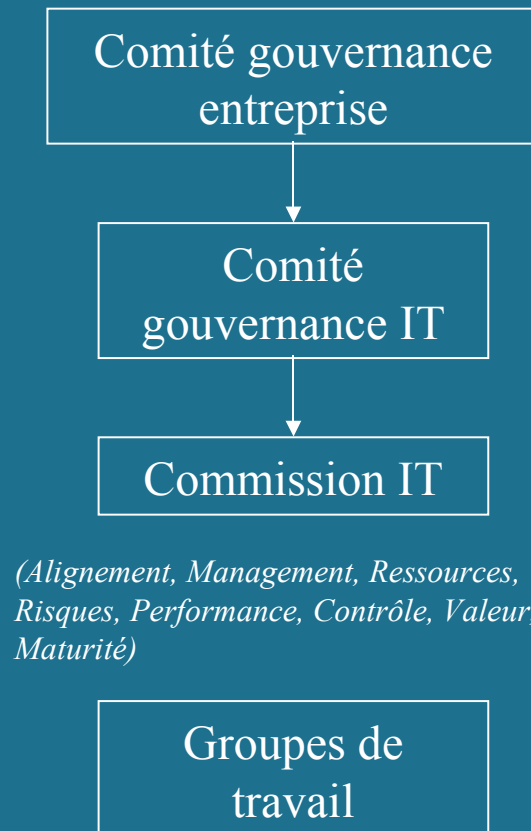 Comité gouvernance
entreprise
Comité
gouvernance IT
Commission IT
(Alignement, Management, Ressources,
Risques, Performance, Contrôle, Valeur,
Maturité)
Groupes de
travail